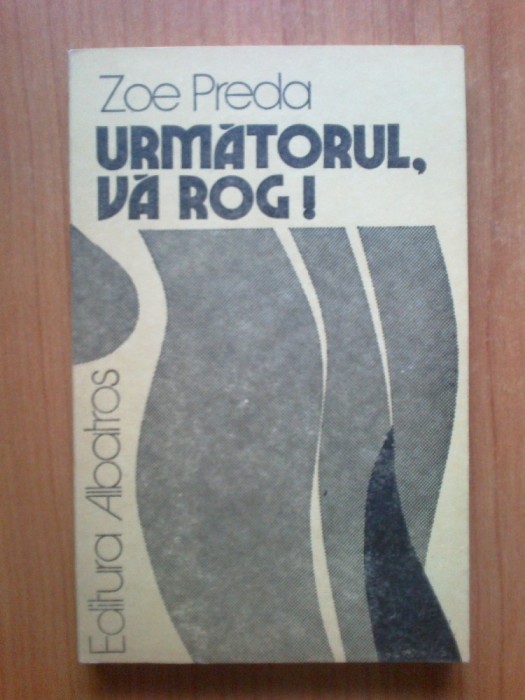 Zoe Preda
URMĂTORUL,
VĂ ROG!
Editura Albatros